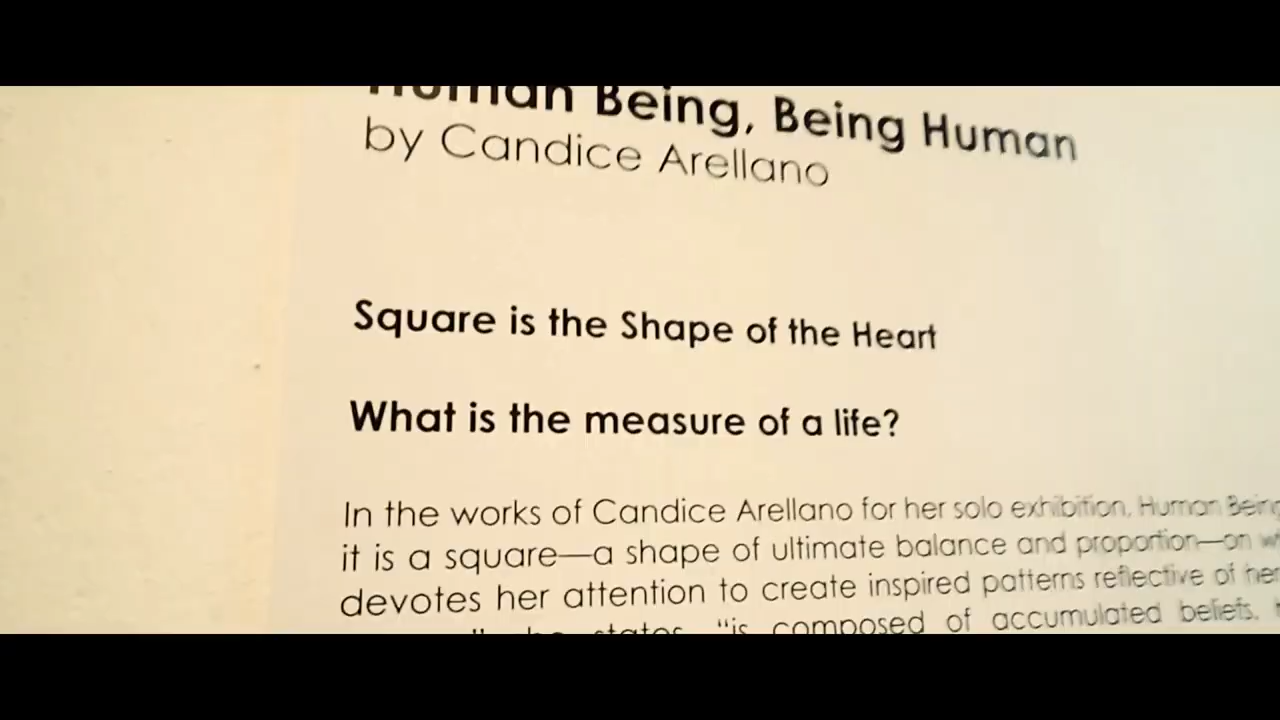 Human Being, Being Human
by Candice Arellano
Square is the Shape of the Heart
What is the measure of a life?
In the works of Candice Arellano for her solo exhibition, Human Being
it is a square—a shape of ultimate balance and proportion—on
devotes her attention to create inspired patterns reflective of her
states, "is composed of accumulated beliefs,